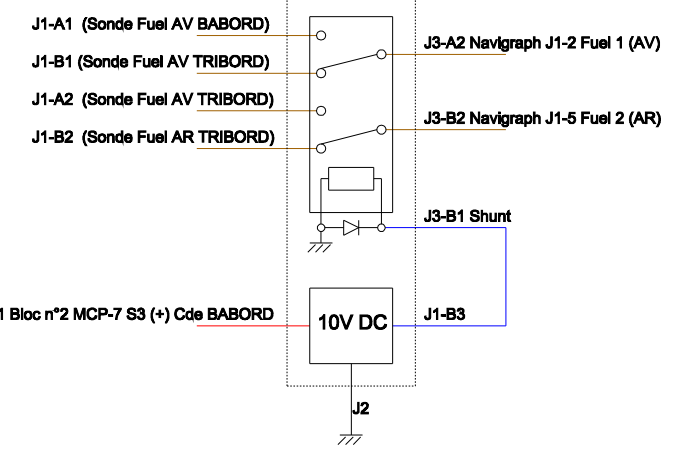 J1-A1 (Sonde Fuel AV BABORD)
J3-A2 Navigraph J1-2 Fuel 1 (AV)
J1-B1 (Sonde Fuel AV TRIBORD)
J1-A2 (Sonde Fuel AV TRIBORD)
J3-B2 Navigraph J1-5 Fuel 2 (AR)
J1-B2 (Sonde Fuel AR TRIBORD)
J3-B1 Shunt
1 Bloc n°2 MCP-7 S3 (+) Cde BABORD
10V DC
J1-B3
J2